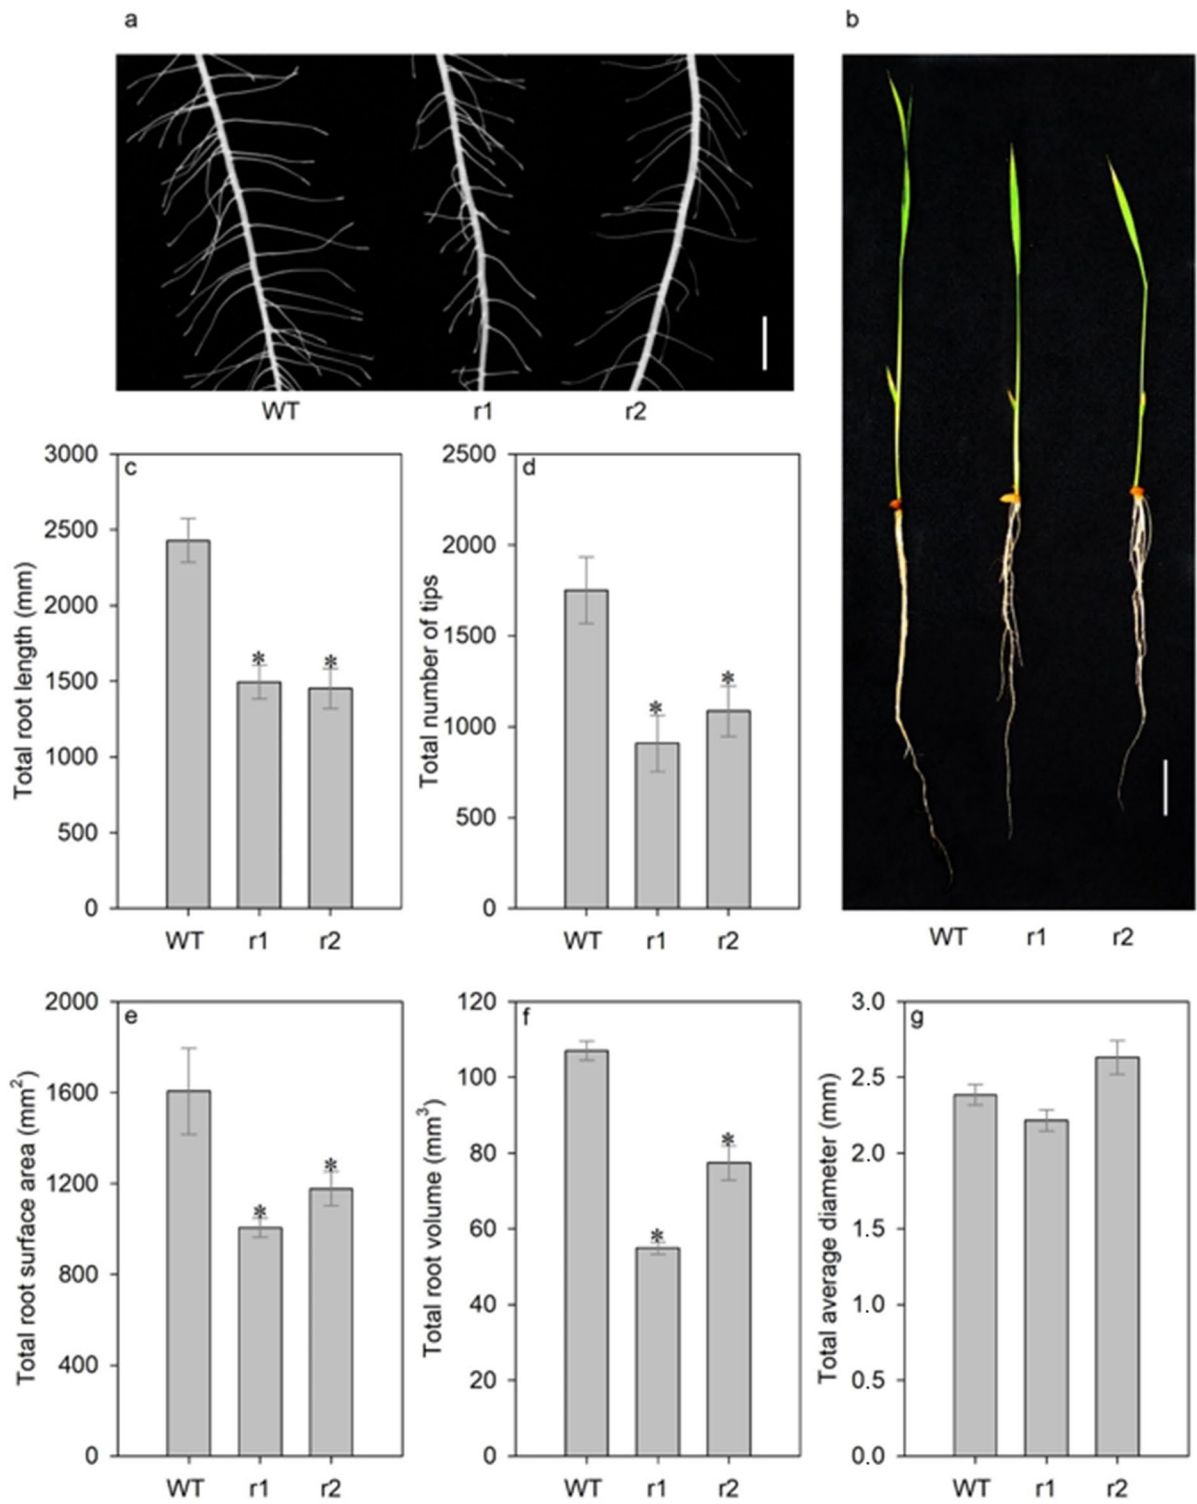 a
b
WT r1 r2
c
3000
2500
2000
1500
1000
500
0
Total root length (mm)
* *
WT r1 r2
d
2500
2000
1500
1000
500
0
Total number of tips
* *
WT r1 r2
WT r1 r2
e
2000
1600
1200
800
400
0
Total root surface area (mm²)
* *
WT r1 r2
f
120
100
80
60
40
20
0
Total root volume (mm³)
* *
WT r1 r2
g
3.0
2.5
2.0
1.5
1.0
0.5
0.0
Total average diameter (mm)
WT r1 r2